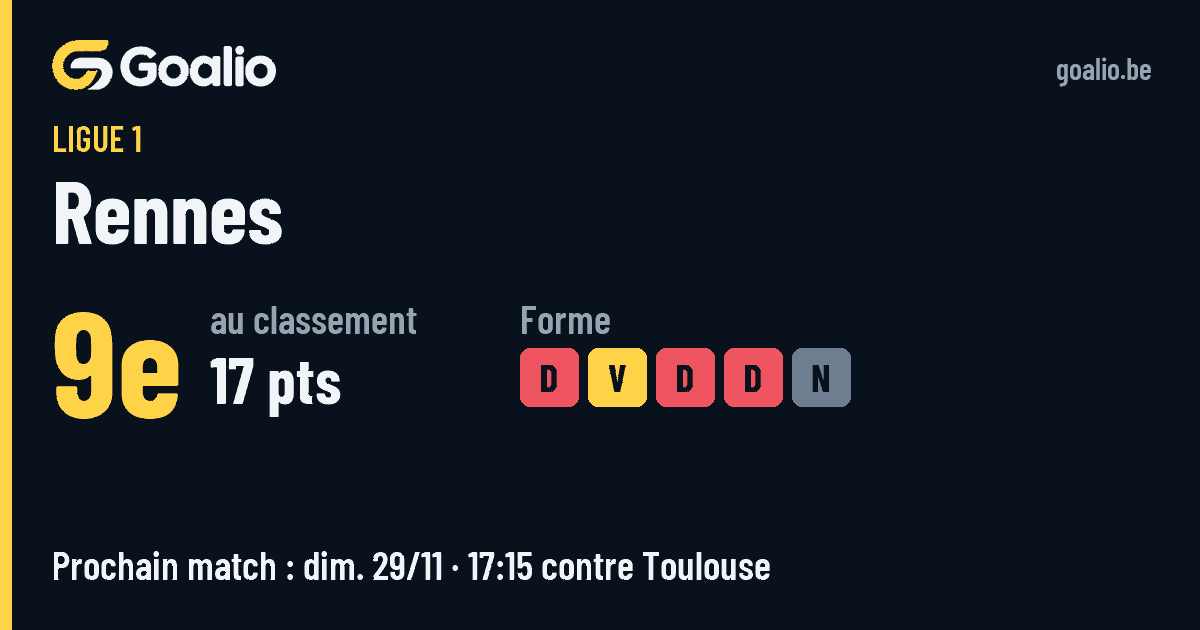 Goalio
goalio.be
LIGUE 1
Rennes
9e
au classement
17 pts
Forme
D V D D N
Prochain match : dim. 29/11 · 17:15 contre Toulouse